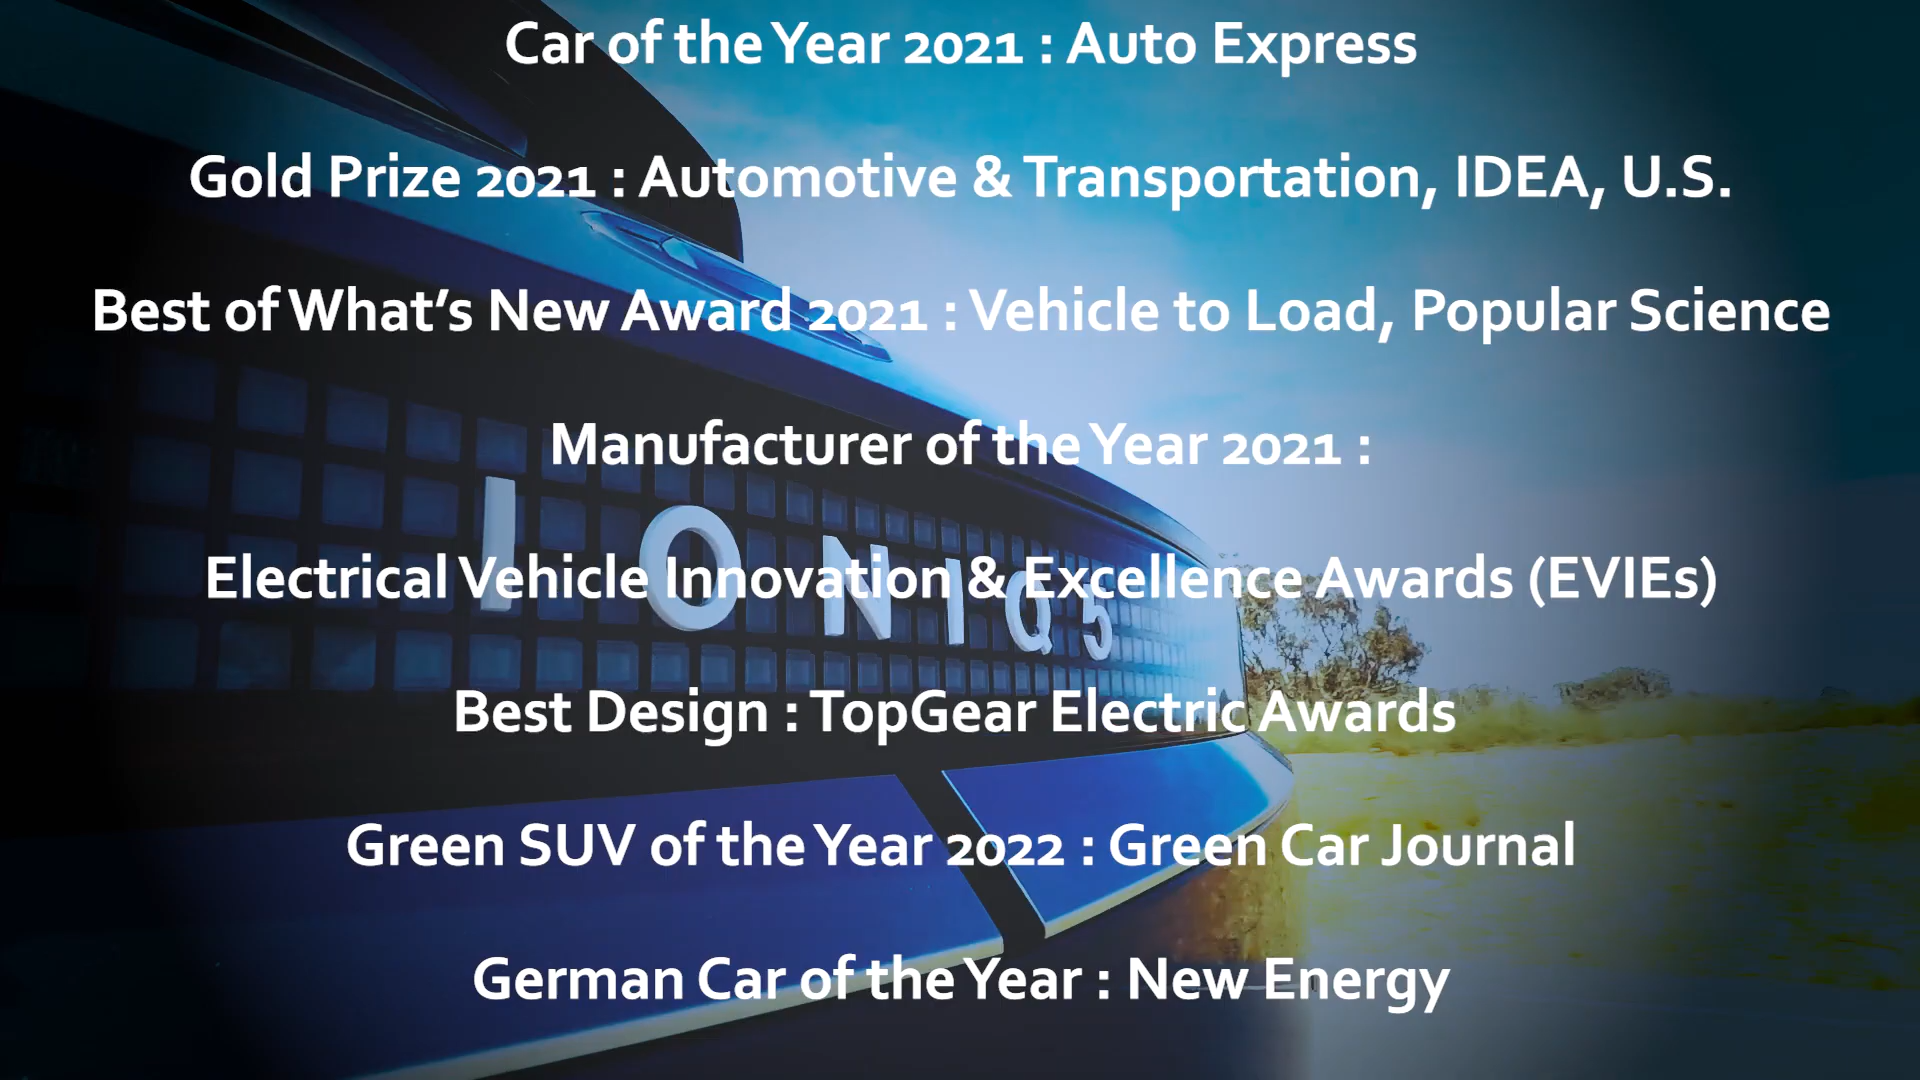 Car of the Year 2021 : Auto Express
Gold Prize 2021 : Automotive & Transportation, IDEA, U.S.
Best of What’s New Award 2021 : Vehicle to Load, Popular Science
Manufacturer of the Year 2021 :
Electrical Vehicle Innovation & Excellence Awards (EVIEs)
IONIQ 5
Best Design : TopGear Electric Awards
Green SUV of the Year 2022 : Green Car Journal
German Car of the Year : New Energy